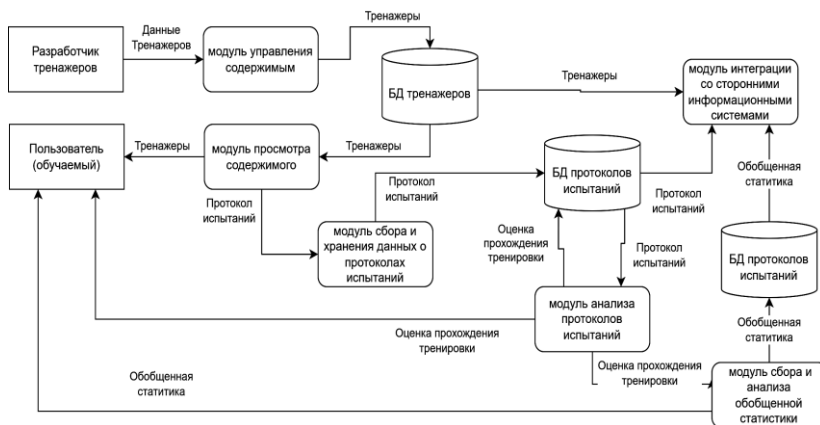 Разработчик
тренажеров
Данные
Тренажеров
модуль управления
содержимым
Тренажеры
БД тренажеров
Тренажеры
модуль интеграции
со сторонними
информационными
системами
Пользователь
(обучаемый)
Тренажеры
модуль просмотра
содержимого
Тренажеры
Протокол
испытаний
модуль сбора и
хранения данных о
протоколах
испытаний
Протокол
испытаний
БД протоколов
испытаний
Протокол
испытаний
Обобщенная
статитика
Оценка
прохождения
тренировки
Протокол
испытаний
БД протоколов
испытаний
модуль анализа
протоколов
испытаний
Оценка прохождения
тренировки
Обобщенная
статитика
Оценка прохождения
тренировки
модуль сбора и
анализа
обобщенной
статистики
Обобщенная
статитика